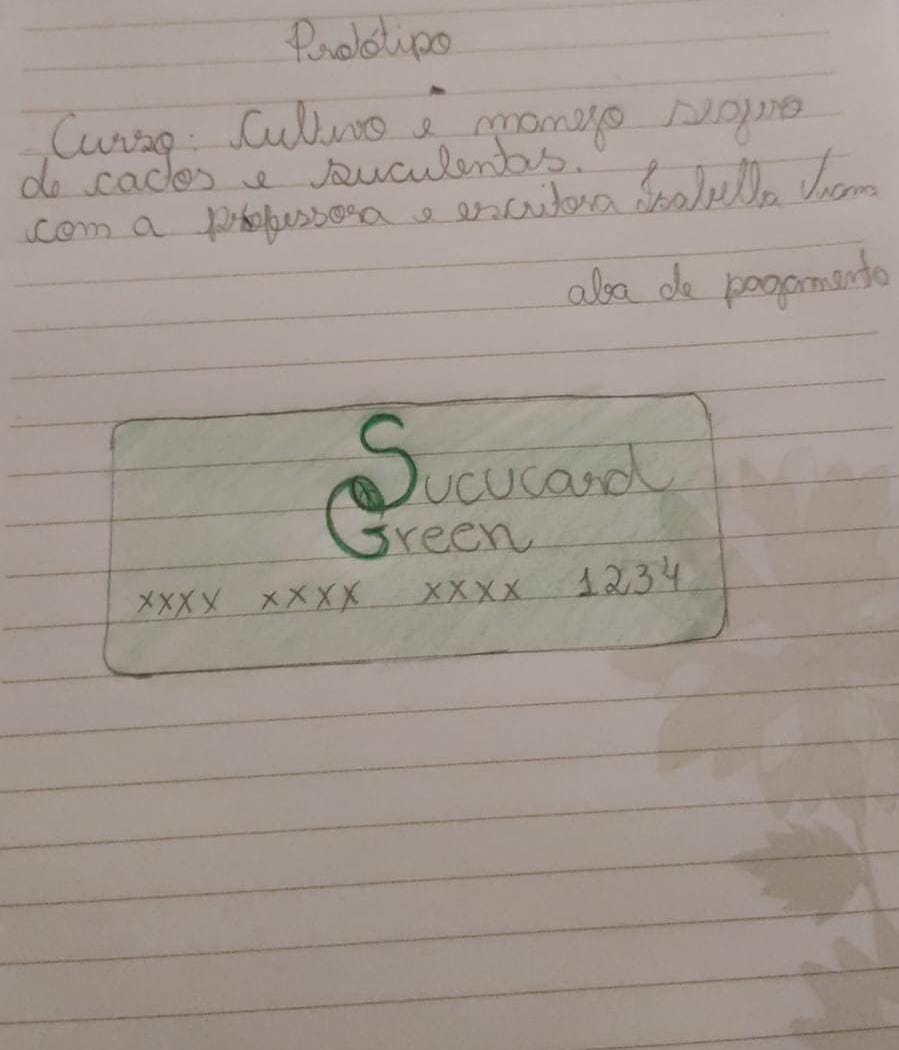 Protótipo
Curso: Cultivo e manejo seguro
de cactos e suculentas.
com a professora e escritora Isabella
aba de pagamento
Sucucard
Green
xxxx xxxx xxxx 1234